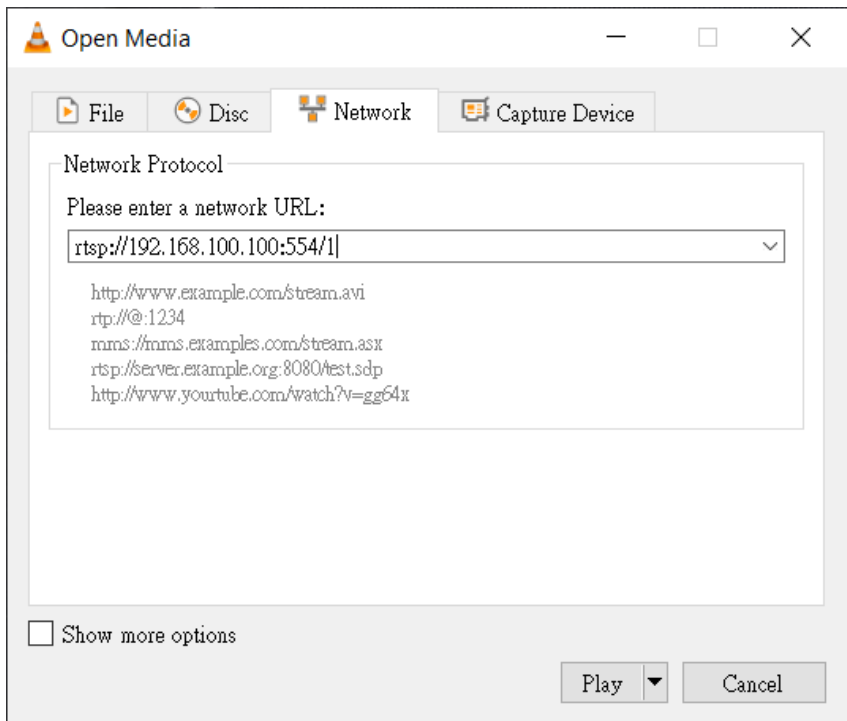 Open Media
File Disc Network Capture Device
Network Protocol
Please enter a network URL:
rtsp://192.168.100.100:554/1
http://www.example.com/stream.avi
rtp://@:1234
mms://mms.examples.com/stream.asx
rtsp://server.example.org:8080/test.sdp
http://www.yourtube.com/watch?v=gg64x
Show more options
Play Cancel